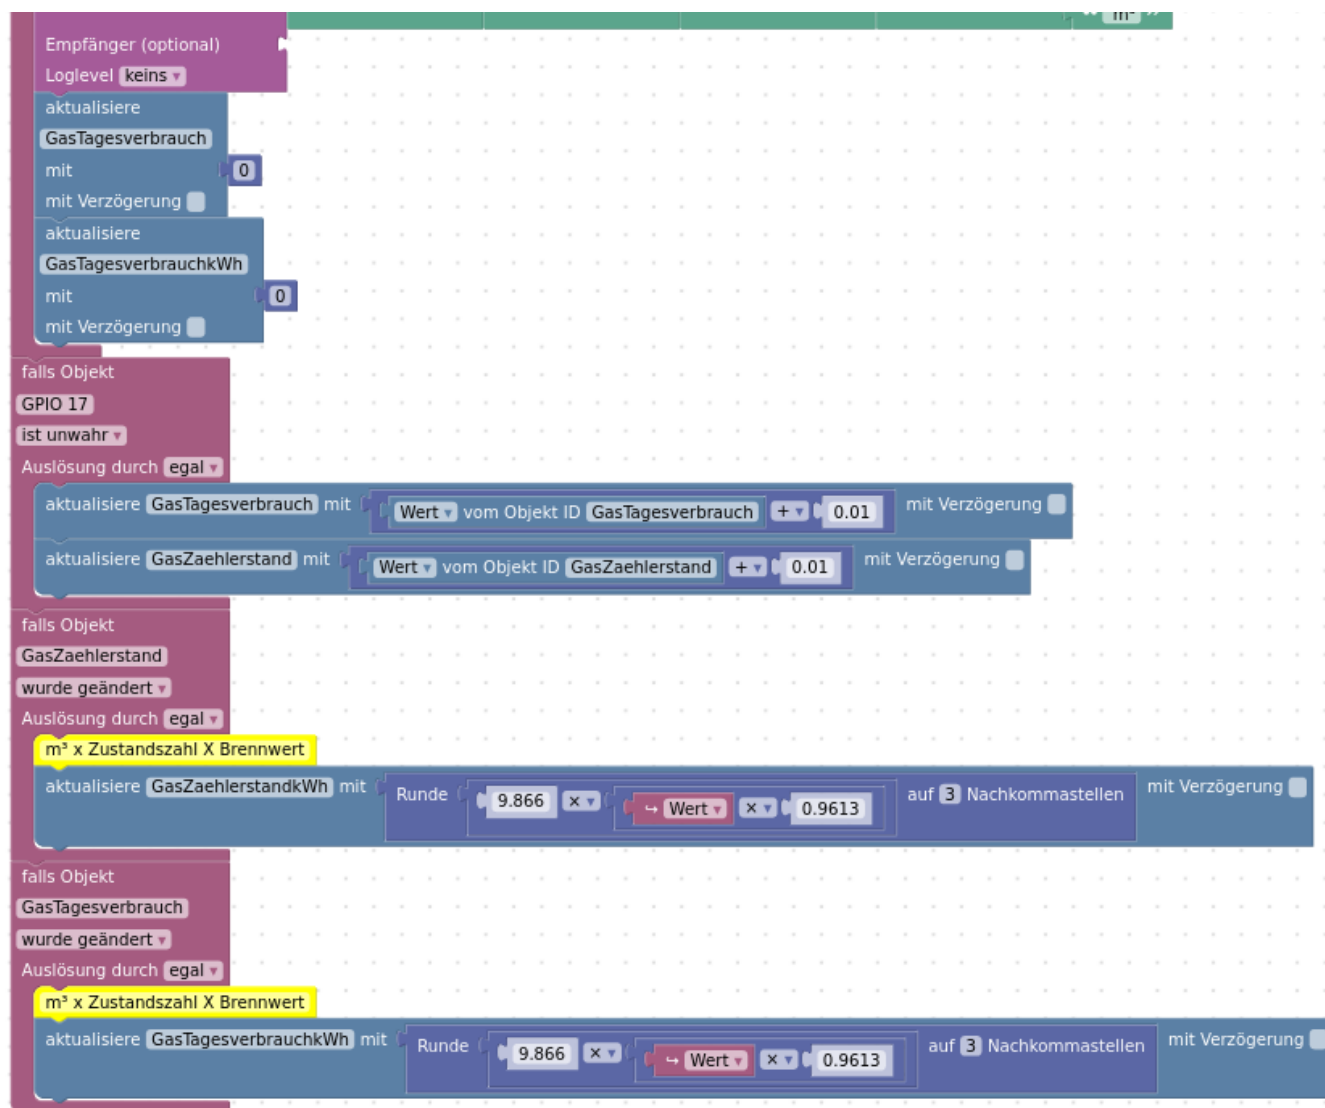 “ m³ ”
Empfänger (optional)
Loglevel keins ▾
aktualisiere
GasTagesverbrauch
mit 0
mit Verzögerung
aktualisiere
GasTagesverbrauchkWh
mit 0
mit Verzögerung
falls Objekt
GPIO 17
ist unwahr ▾
Auslösung durch egal ▾
aktualisiere GasTagesverbrauch mit Wert ▾ vom Objekt ID GasTagesverbrauch + ▾ 0.01 mit Verzögerung
aktualisiere GasZaehlerstand mit Wert ▾ vom Objekt ID GasZaehlerstand + ▾ 0.01 mit Verzögerung
falls Objekt
GasZaehlerstand
wurde geändert ▾
Auslösung durch egal ▾
m³ x Zustandszahl X Brennwert
aktualisiere GasZaehlerstandkWh mit Runde 9.866 × ▾ ↪ Wert ▾ × ▾ 0.9613 auf 3 Nachkommastellen mit Verzögerung
falls Objekt
GasTagesverbrauch
wurde geändert ▾
Auslösung durch egal ▾
m³ x Zustandszahl X Brennwert
aktualisiere GasTagesverbrauchkWh mit Runde 9.866 × ▾ ↪ Wert ▾ × ▾ 0.9613 auf 3 Nachkommastellen mit Verzögerung